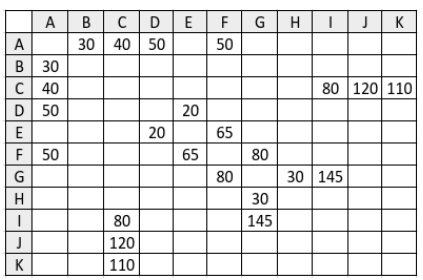 A B C D E F G H I J K
A 30 40 50 50
B 30
C 40 80 120 110
D 50 20
E 20 65
F 50 65 80
G 80 30 145
H 30
I 80 145
J 120
K 110